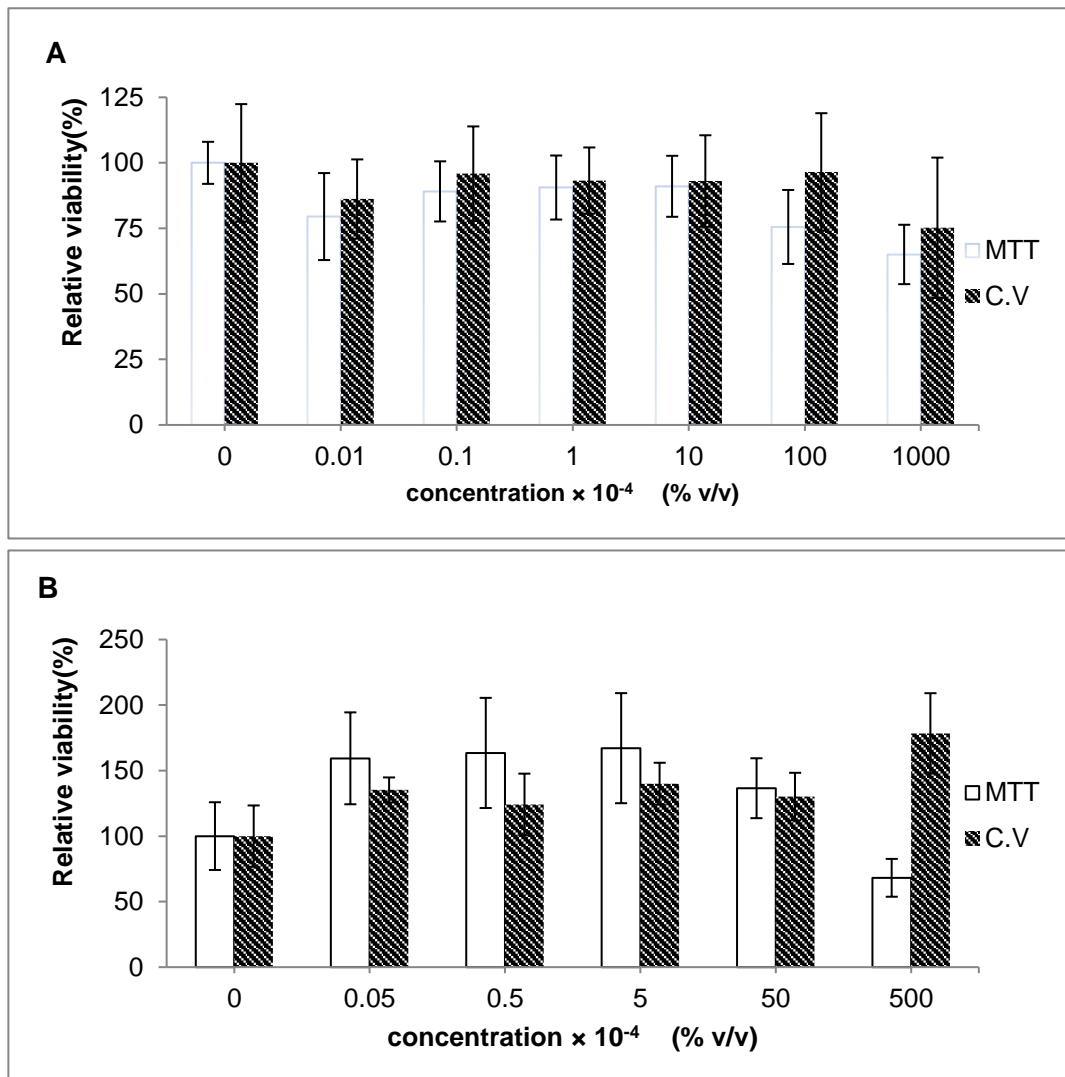 A
Relative viability(%)
125
100
75
50
25
0
0 0.01 0.1 1 10 100 1000
concentration × 10-4 (% v/v)
MTT
C.V
B
Relative viability(%)
250
200
150
100
50
0
0 0.05 0.5 5 50 500
concentration × 10-4 (% v/v)
MTT
C.V